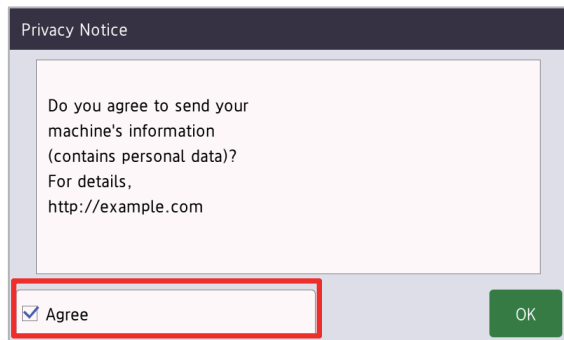 Privacy Notice
Do you agree to send your
machine's information
(contains personal data)?
For details,
http://example.com
Agree
OK